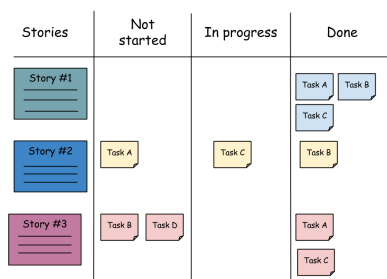 Stories
Not
started
In progress
Done
Story #1
Task A
Task B
Task C
Story #2
Task A
Task C
Task B
Story #3
Task B
Task D
Task A
Task C